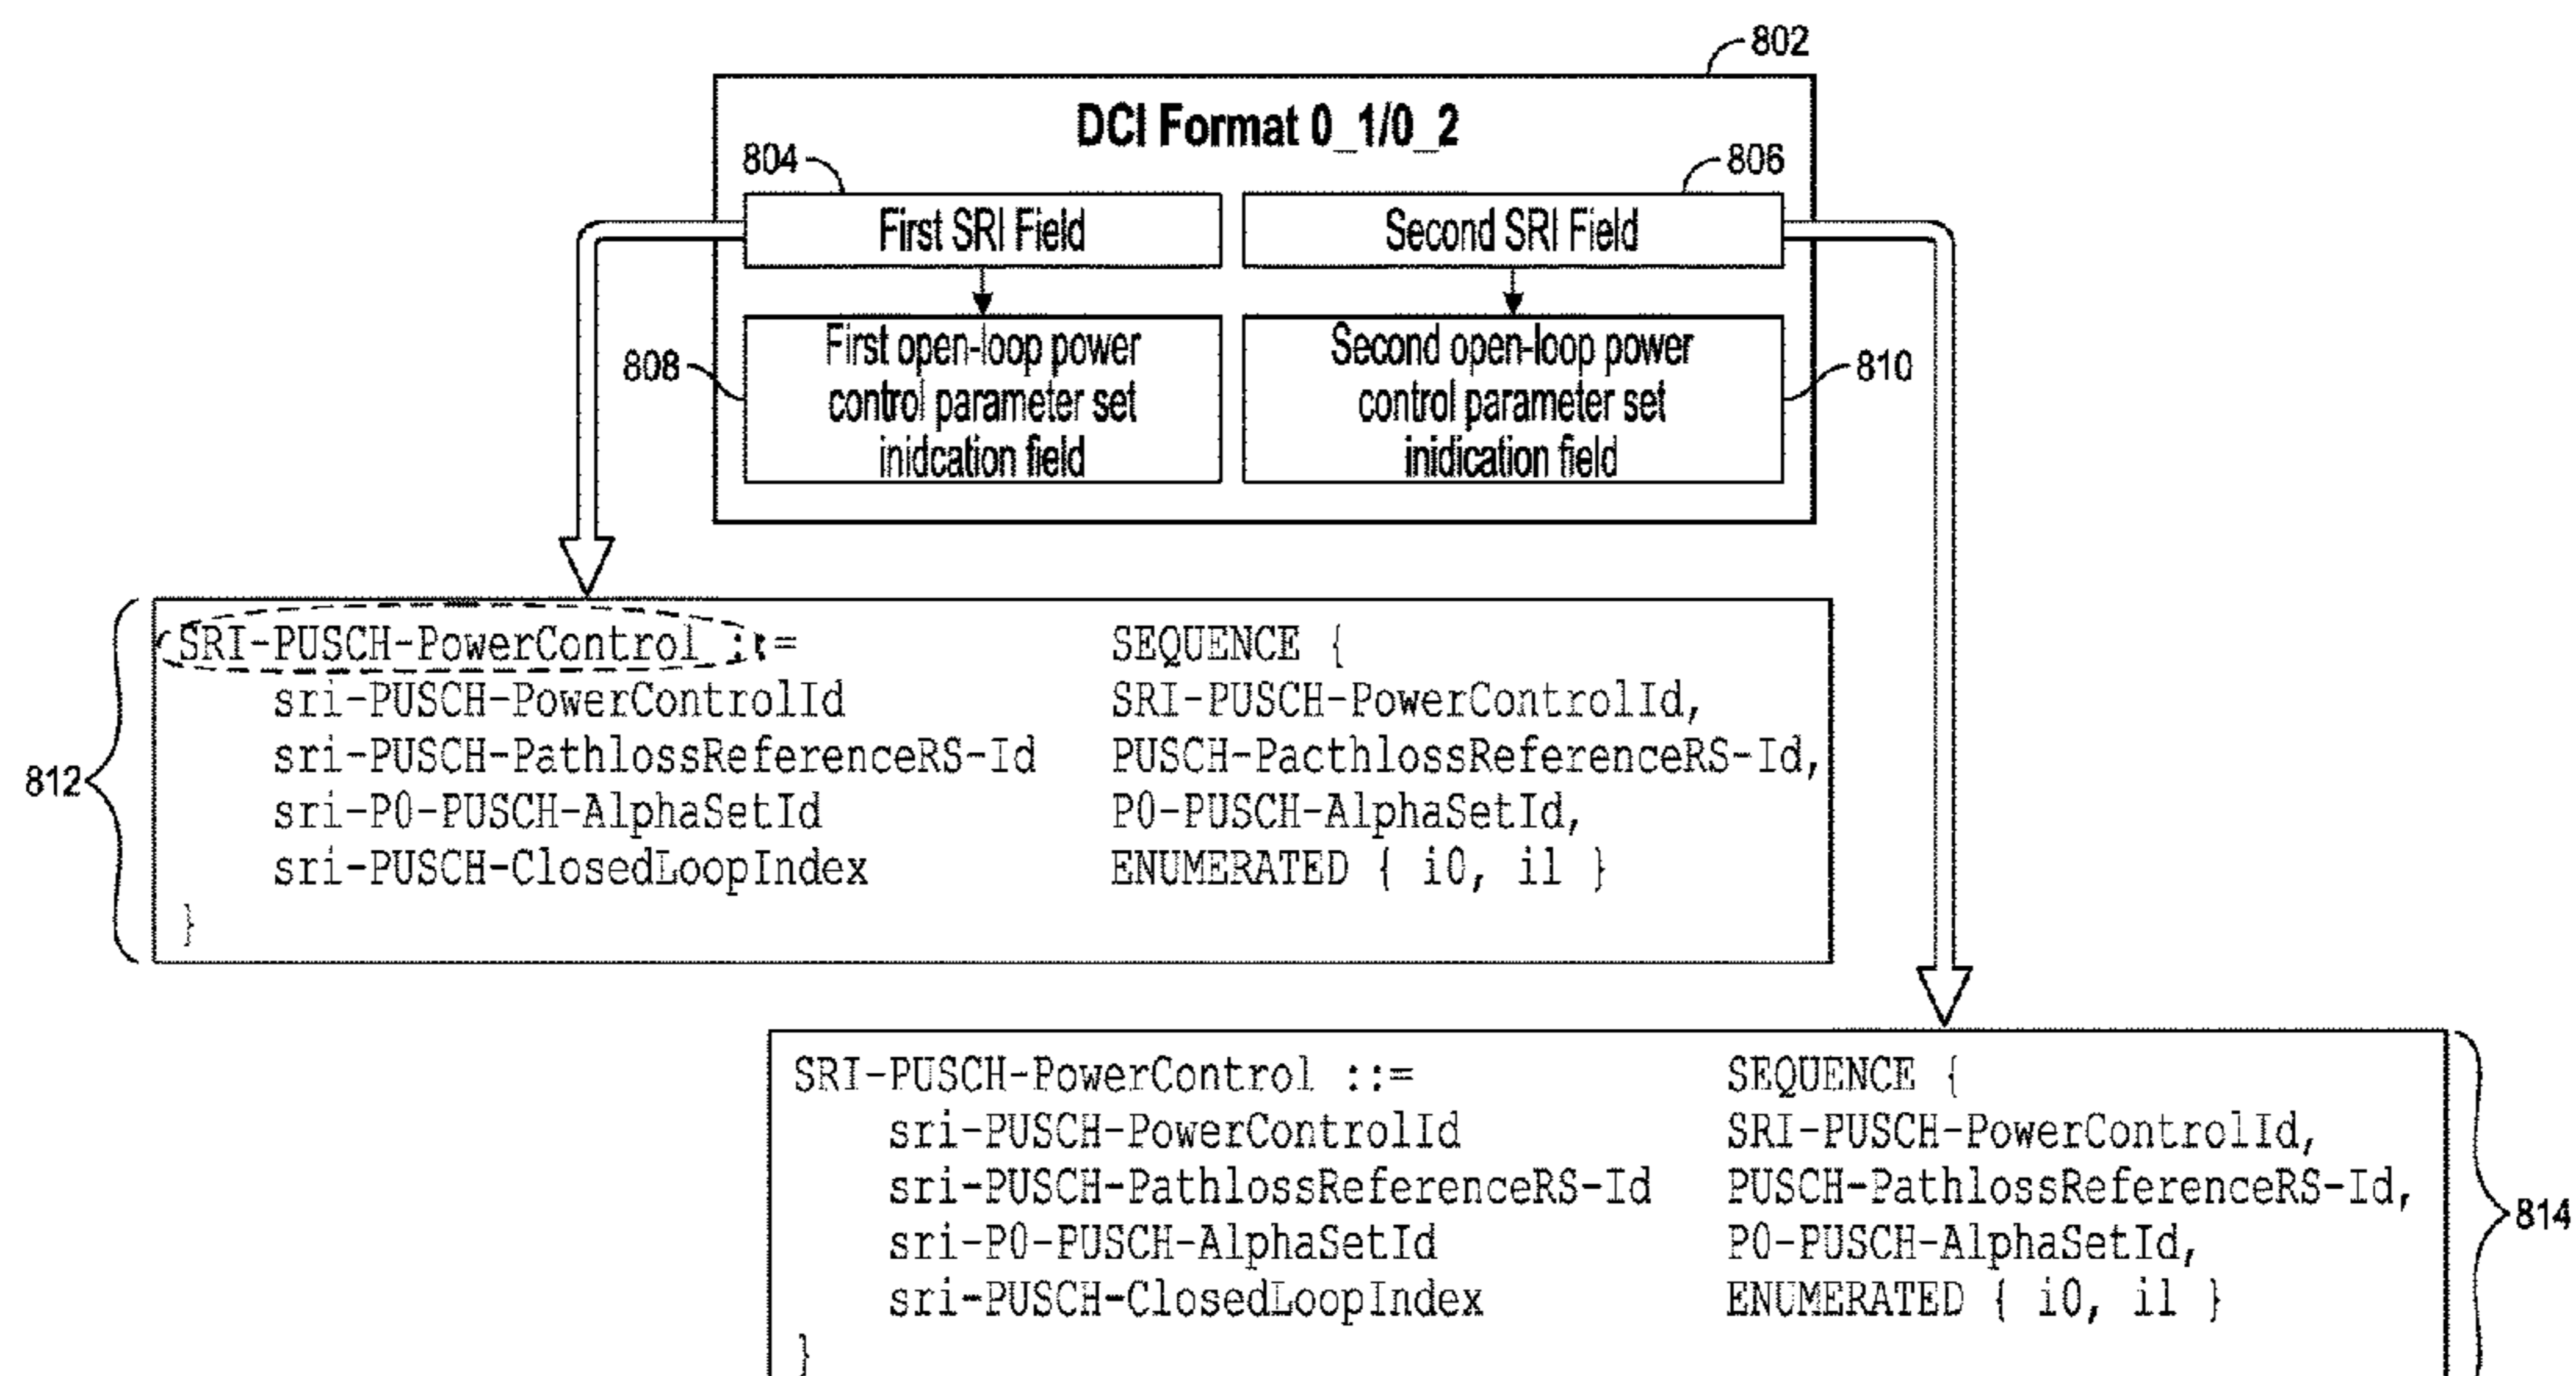 802
DCI Format 0_1/0_2
804
806
First SRI Field
Second SRI Field
808
First open-loop power
control parameter set
inidcation field
Second open-loop power
control parameter set
inidication field
810
812
SRI-PUSCH-PowerControl ::= SEQUENCE {
sri-PUSCH-PowerControlId SRI-PUSCH-PowerControlId,
sri-PUSCH-PathlossReferenceRS-Id PUSCH-PacthlossReferenceRS-Id,
sri-P0-PUSCH-AlphaSetId P0-PUSCH-AlphaSetId,
sri-PUSCH-ClosedLoopIndex ENUMERATED { i0, i1 }
}
SRI-PUSCH-PowerControl ::= SEQUENCE {
sri-PUSCH-PowerControlId SRI-PUSCH-PowerControlId,
sri-PUSCH-PathlossReferenceRS-Id PUSCH-PathlossReferenceRS-Id,
sri-P0-PUSCH-AlphaSetId P0-PUSCH-AlphaSetId,
sri-PUSCH-ClosedLoopIndex ENUMERATED { i0, i1 }
}
814